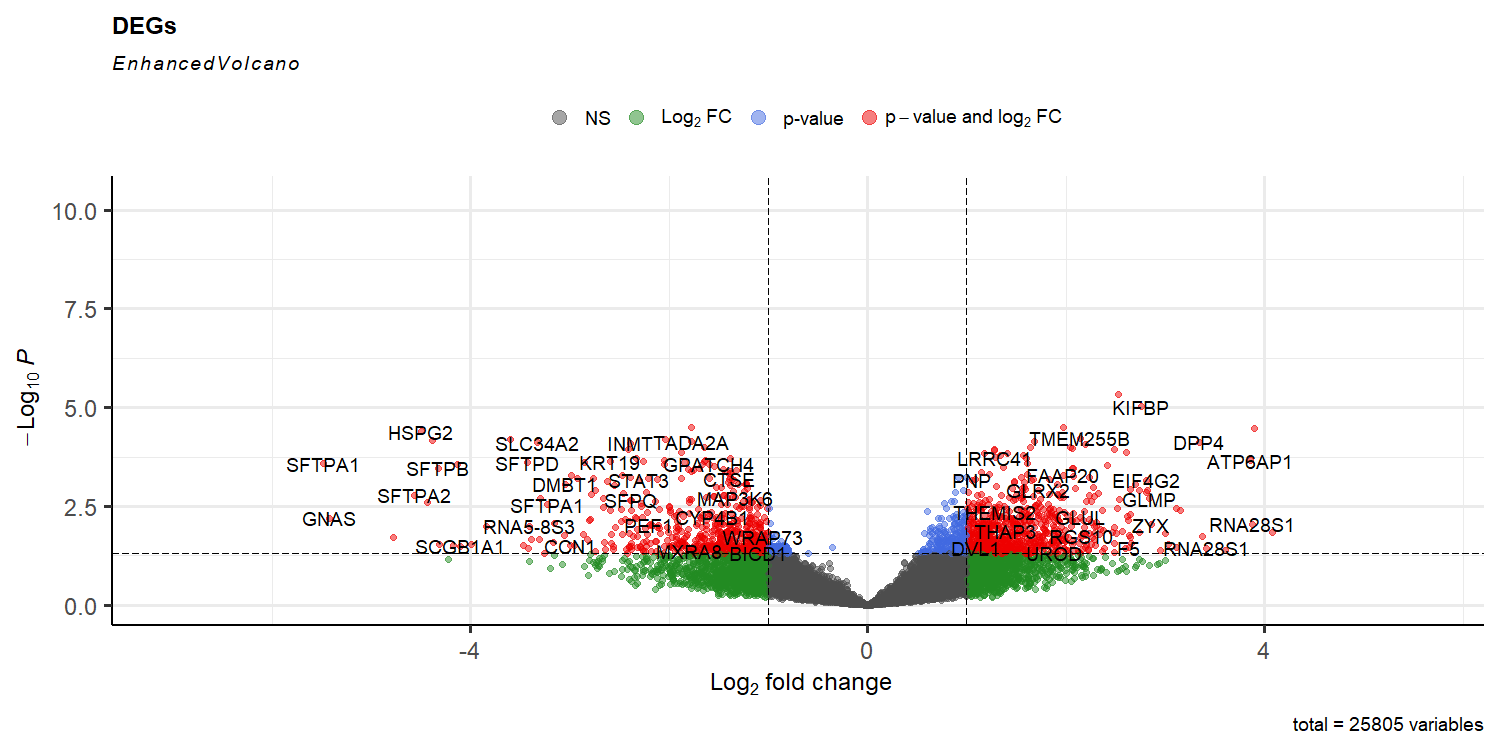 DEGs
EnhancedVolcano
NS Log2 FC p-value p − value and log2 FC
10.0
7.5
5.0
2.5
0.0
−Log10 P
KIFBP
HSPG2
SLC34A2
INMT
TADA2A
TMEM255B
DPP4
SFTPA1
SFTPB
SFTPD
KRT19
GRATCH4
LRRC41
ATP6AP1
DMBT1
STAT3
CTSE
PNP
FAAP20
EIF4G2
SFTPA2
SFTPA1
SFPQ
MAP3K6
GLRX2
GLMP
GNAS
RNA5-8S3
PEF1
CYP4B1
THEMIS2
GLUL
ZYX
RNA28S1
SCGB1A1
CCN1
WRAP73
THAP3
RGS10
MXRA8
BICD1
DVL1
UROD
F5
RNA28S1
-4
0
4
Log2 fold change
total = 25805 variables